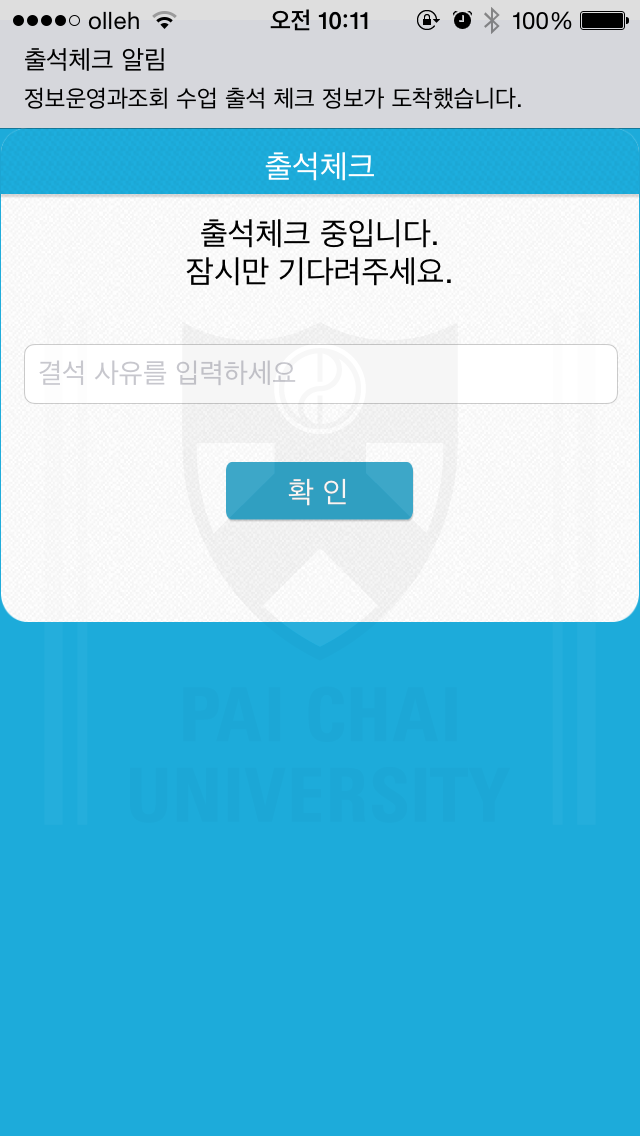 olleh 오전 10:11 100%
출석체크 알림
정보운영과조회 수업 출석 체크 정보가 도착했습니다.
출석체크
출석체크 중입니다.
잠시만 기다려주세요.
결석 사유를 입력하세요
확 인
PAI CHAI
UNIVERSITY